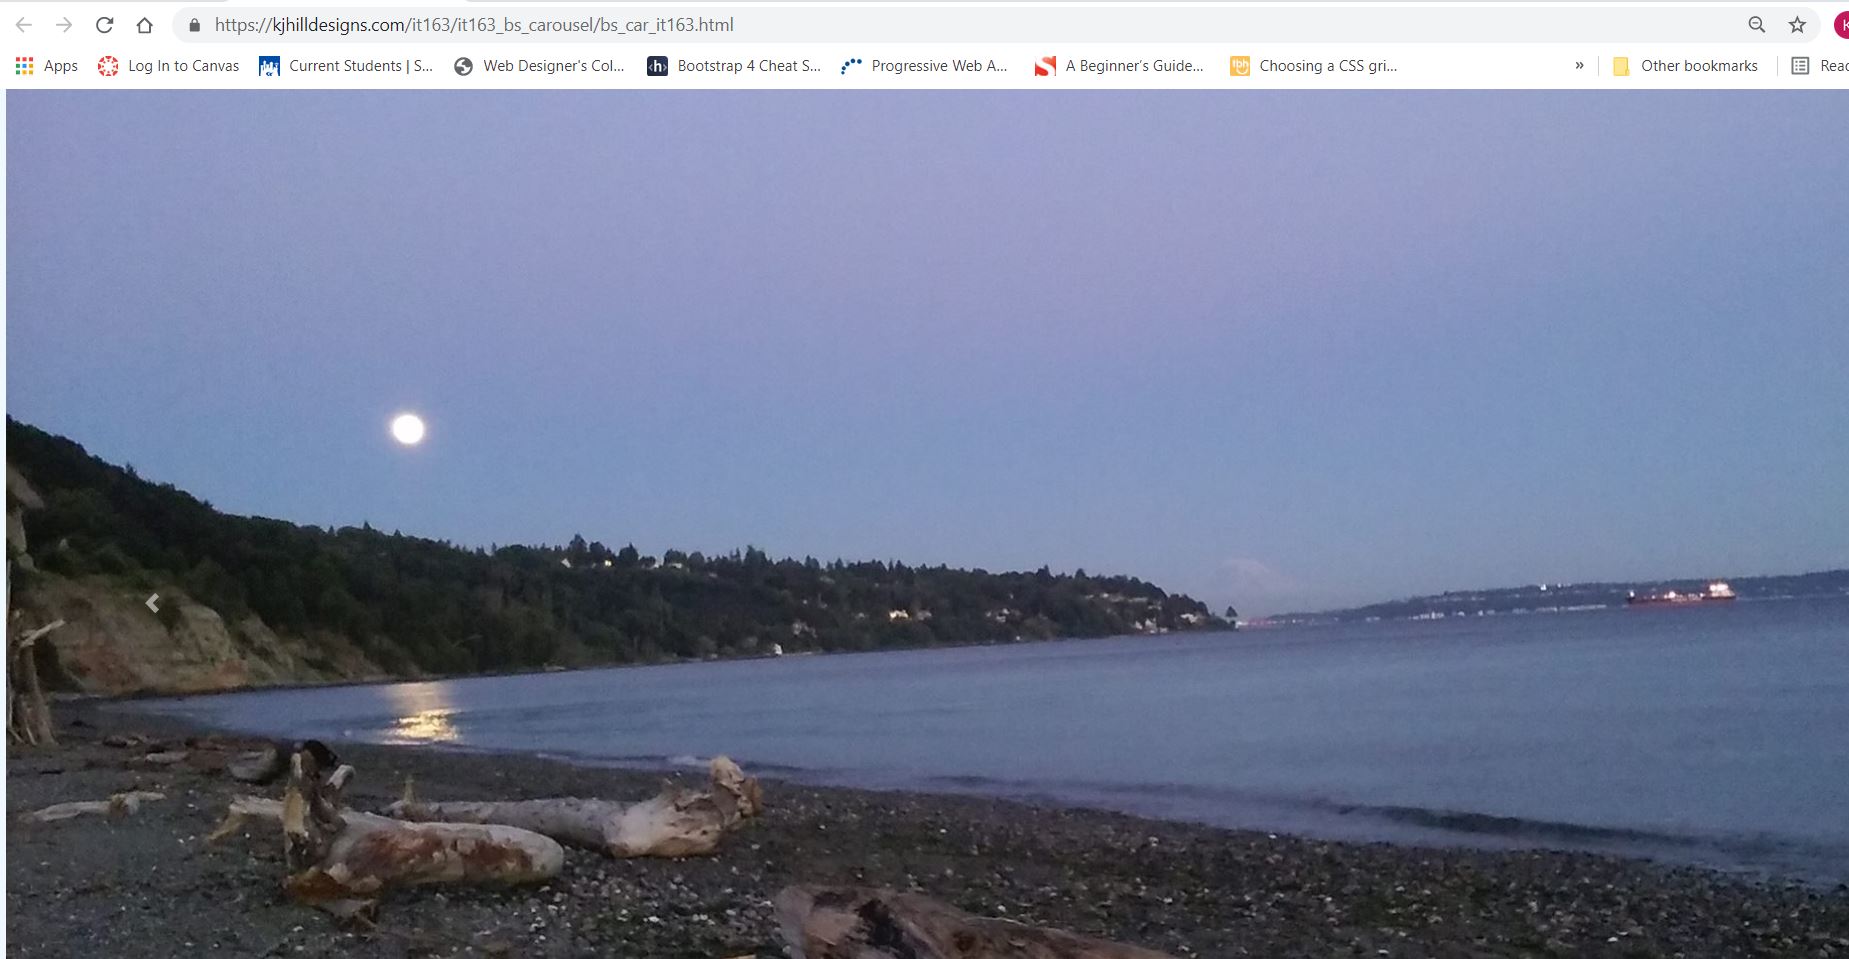 https://kjhilldesigns.com/it163/it163_bs_carousel/bs_car_it163.html
Apps Log In to Canvas Current Students | S... Web Designer's Col... Bootstrap 4 Cheat S... Progressive Web A... A Beginner's Guide... Choosing a CSS gri... » Other bookmarks Reac